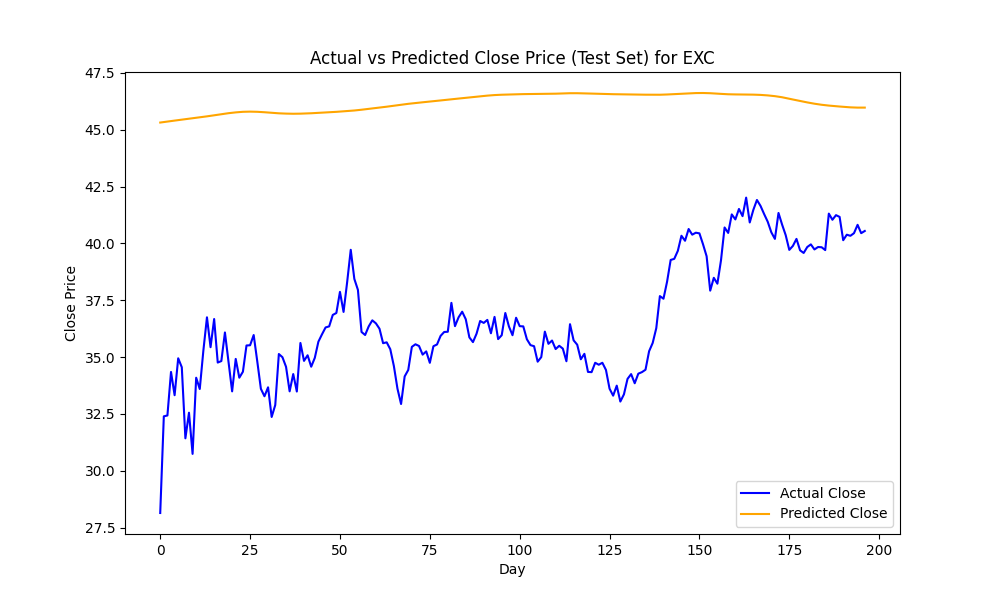 Actual vs Predicted Close Price (Test Set) for EXC
47.5
45.0
42.5
40.0
37.5
35.0
32.5
30.0
27.5
Close Price
Actual Close
Predicted Close
0 25 50 75 100 125 150 175 200
Day